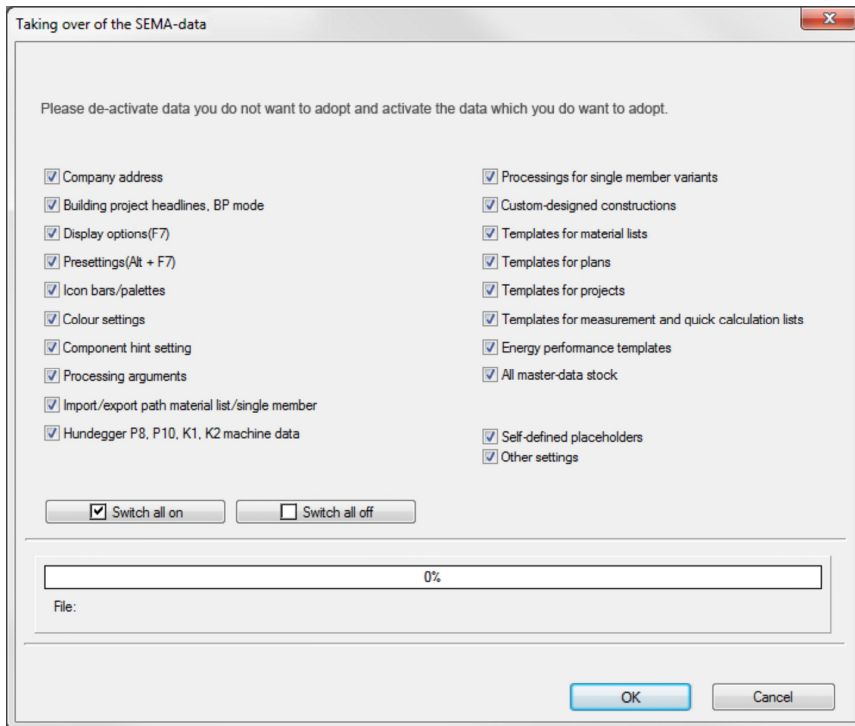 Taking over of the SEMA-data
Please de-activate data you do not want to adopt and activate the data which you do want to adopt.
Company address
Building project headlines, BP mode
Display options(F7)
Presettings(Alt + F7)
Icon bars/palettes
Colour settings
Component hint setting
Processing arguments
Import/export path material list/single member
Hundegger P8, P10, K1, K2 machine data
Processings for single member variants
Custom-designed constructions
Templates for material lists
Templates for plans
Templates for projects
Templates for measurement and quick calculation lists
Energy performance templates
All master-data stock
Self-defined placeholders
Other settings
Switch all on
Switch all off
0%
File:
OK
Cancel